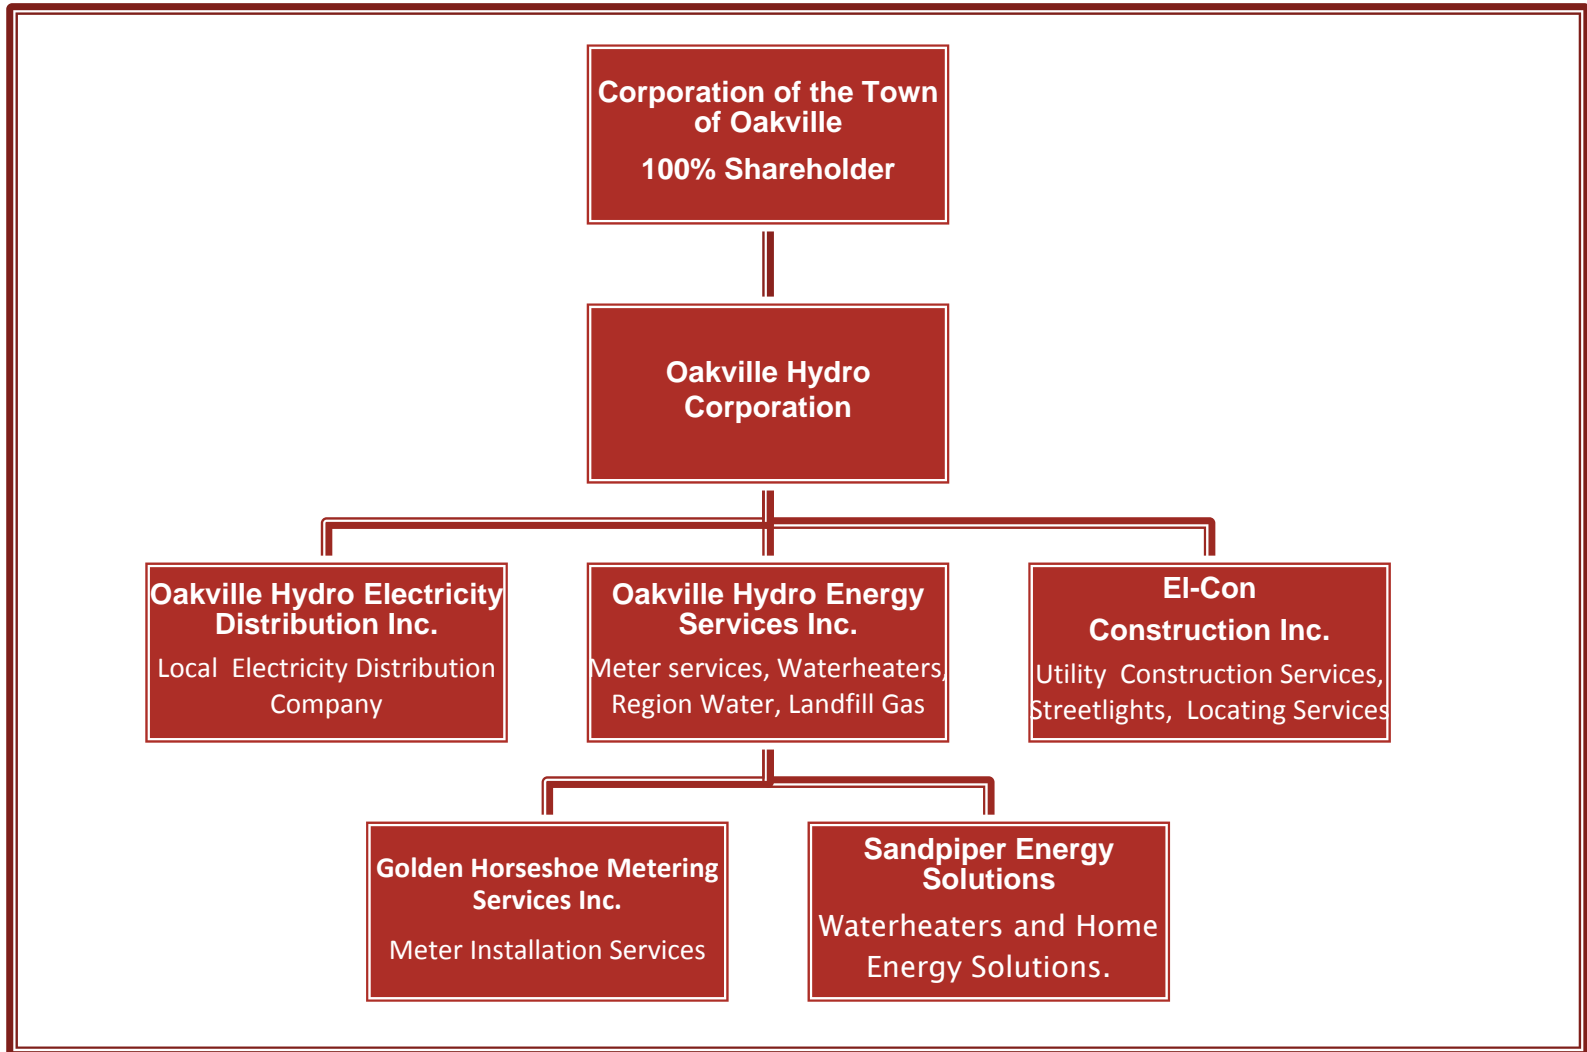 Corporation of the Town
of Oakville
100% Shareholder
Oakville Hydro
Corporation
Oakville Hydro Electricity
Distribution Inc.
Local Electricity Distribution
Company
Oakville Hydro Energy
Services Inc.
Meter services, Waterheaters,
Region Water, Landfill Gas
El-Con
Construction Inc.
Utility Construction Services,
Streetlights, Locating Services
Golden Horseshoe Metering
Services Inc.
Meter Installation Services
Sandpiper Energy
Solutions
Waterheaters and Home
Energy Solutions.